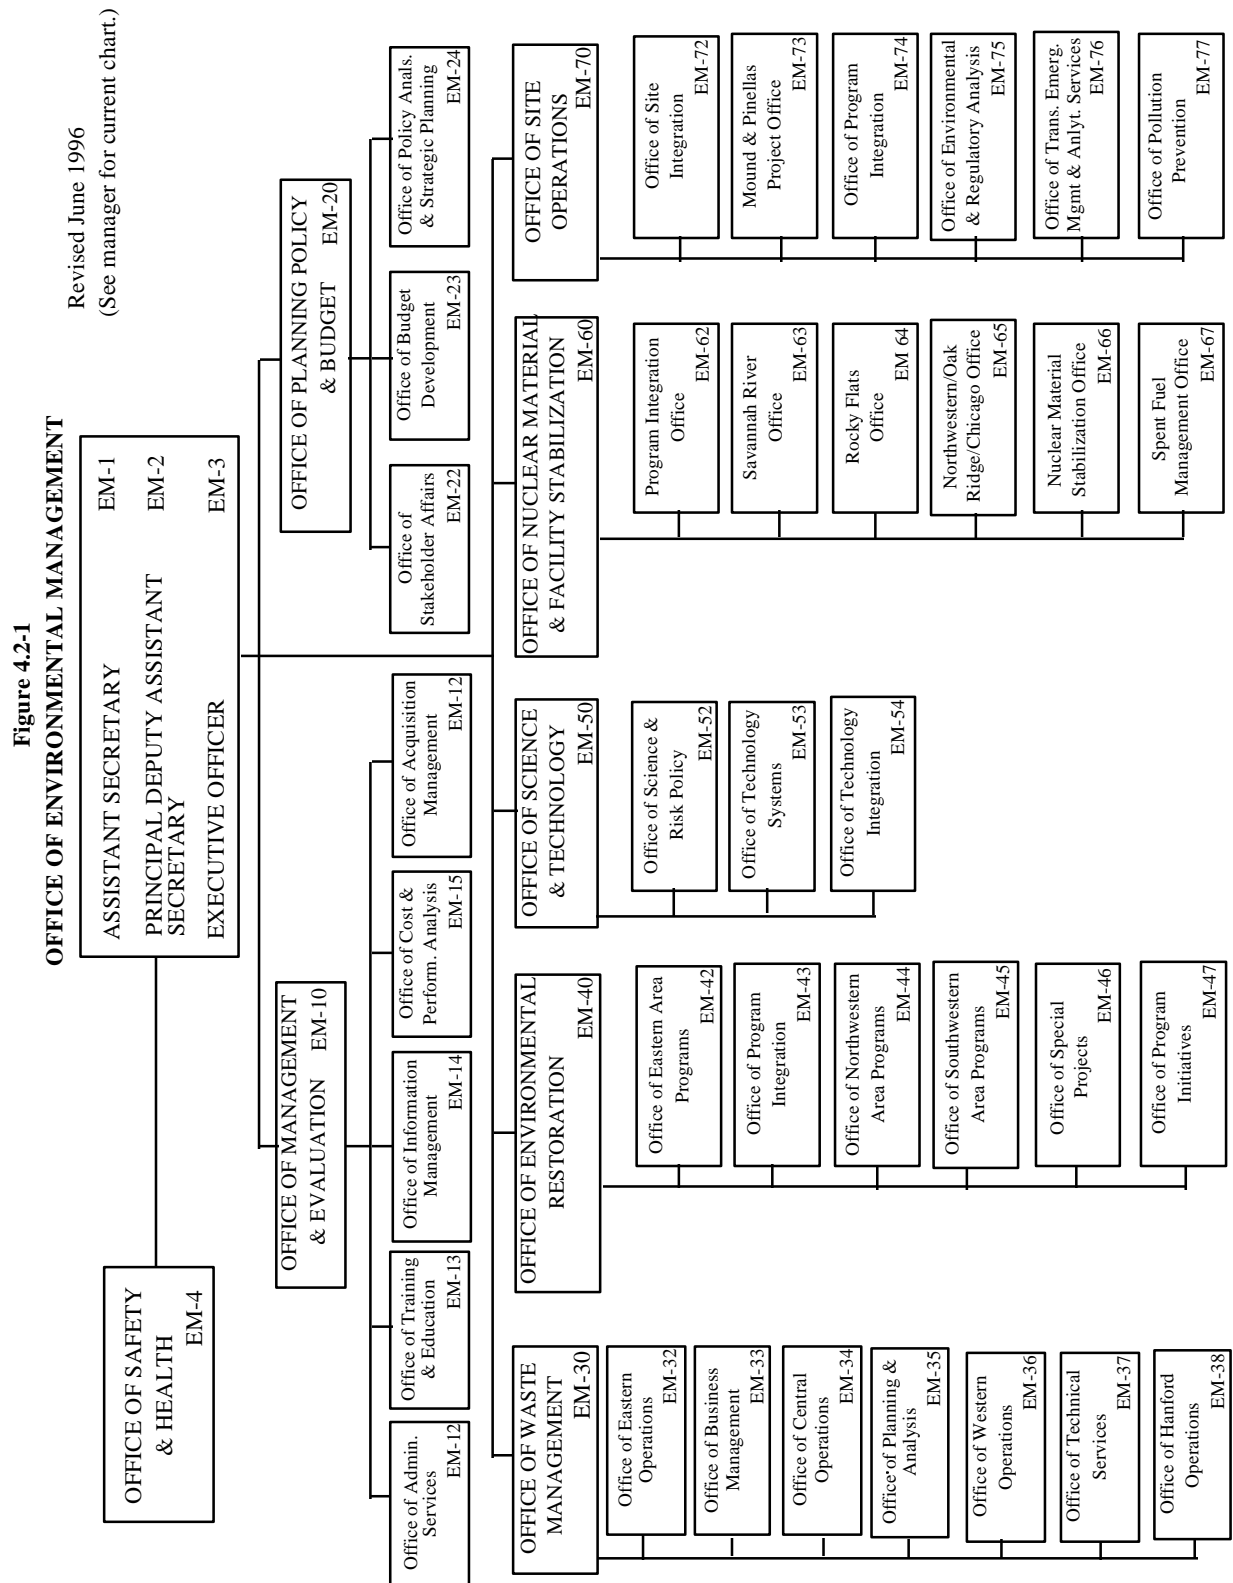 Figure 4.2-1
OFFICE OF ENVIRONMENTAL MANAGEMENT
Revised June 1996
(See manager for current chart.)
ASSISTANT SECRETARY EM-1
PRINCIPAL DEPUTY ASSISTANT EM-2
SECRETARY
EXECUTIVE OFFICER EM-3
OFFICE OF SAFETY
& HEALTH
EM-4
OFFICE OF MANAGEMENT
& EVALUATION EM-10
OFFICE OF PLANNING POLICY
& BUDGET EM-20
Office of Admin.
Services
EM-12
Office of Training
& Education
EM-13
Office of Information
Management
EM-14
Office of Cost &
Perform. Analysis
EM-15
Office of Acquisition
Management
EM-12
Office of
Stakeholder Affairs
EM-22
Office of Budget
Development
EM-23
Office of Policy Anals.
& Strategic Planning
EM-24
OFFICE OF WASTE
MANAGEMENT
EM-30
Office of Eastern
Operations
EM-32
Office of Business
Management
EM-33
Office of Central
Operations
EM-34
Office of Planning &
Analysis
EM-35
Office of Western
Operations
EM-36
Office of Technical
Services
EM-37
Office of Hanford
Operations
EM-38
OFFICE OF ENVIRONMENTAL
RESTORATION
EM-40
Office of Eastern Area
Programs
EM-42
Office of Program
Integration
EM-43
Office of Northwestern
Area Programs
EM-44
Office of Southwestern
Area Programs
EM-45
Office of Special
Projects
EM-46
Office of Program
Initiatives
EM-47
OFFICE OF SCIENCE
& TECHNOLOGY
EM-50
Office of Science &
Risk Policy
EM-52
Office of Technology
Systems
EM-53
Office of Technology
Integration
EM-54
OFFICE OF NUCLEAR MATERIAL
& FACILITY STABILIZATION
EM-60
Program Integration
Office
EM-62
Savannah River
Office
EM-63
Rocky Flats
Office
EM 64
Northwestern/Oak
Ridge/Chicago Office
EM-65
Nuclear Material
Stabilization Office
EM-66
Spent Fuel
Management Office
EM-67
OFFICE OF SITE
OPERATIONS
EM-70
Office of Site
Integration
EM-72
Mound & Pinellas
Project Office
EM-73
Office of Program
Integration
EM-74
Office of Environmental
& Regulatory Analysis
EM-75
Office of Trans. Emerg.
Mgmt & Anlyt. Services
EM-76
Office of Pollution
Prevention
EM-77